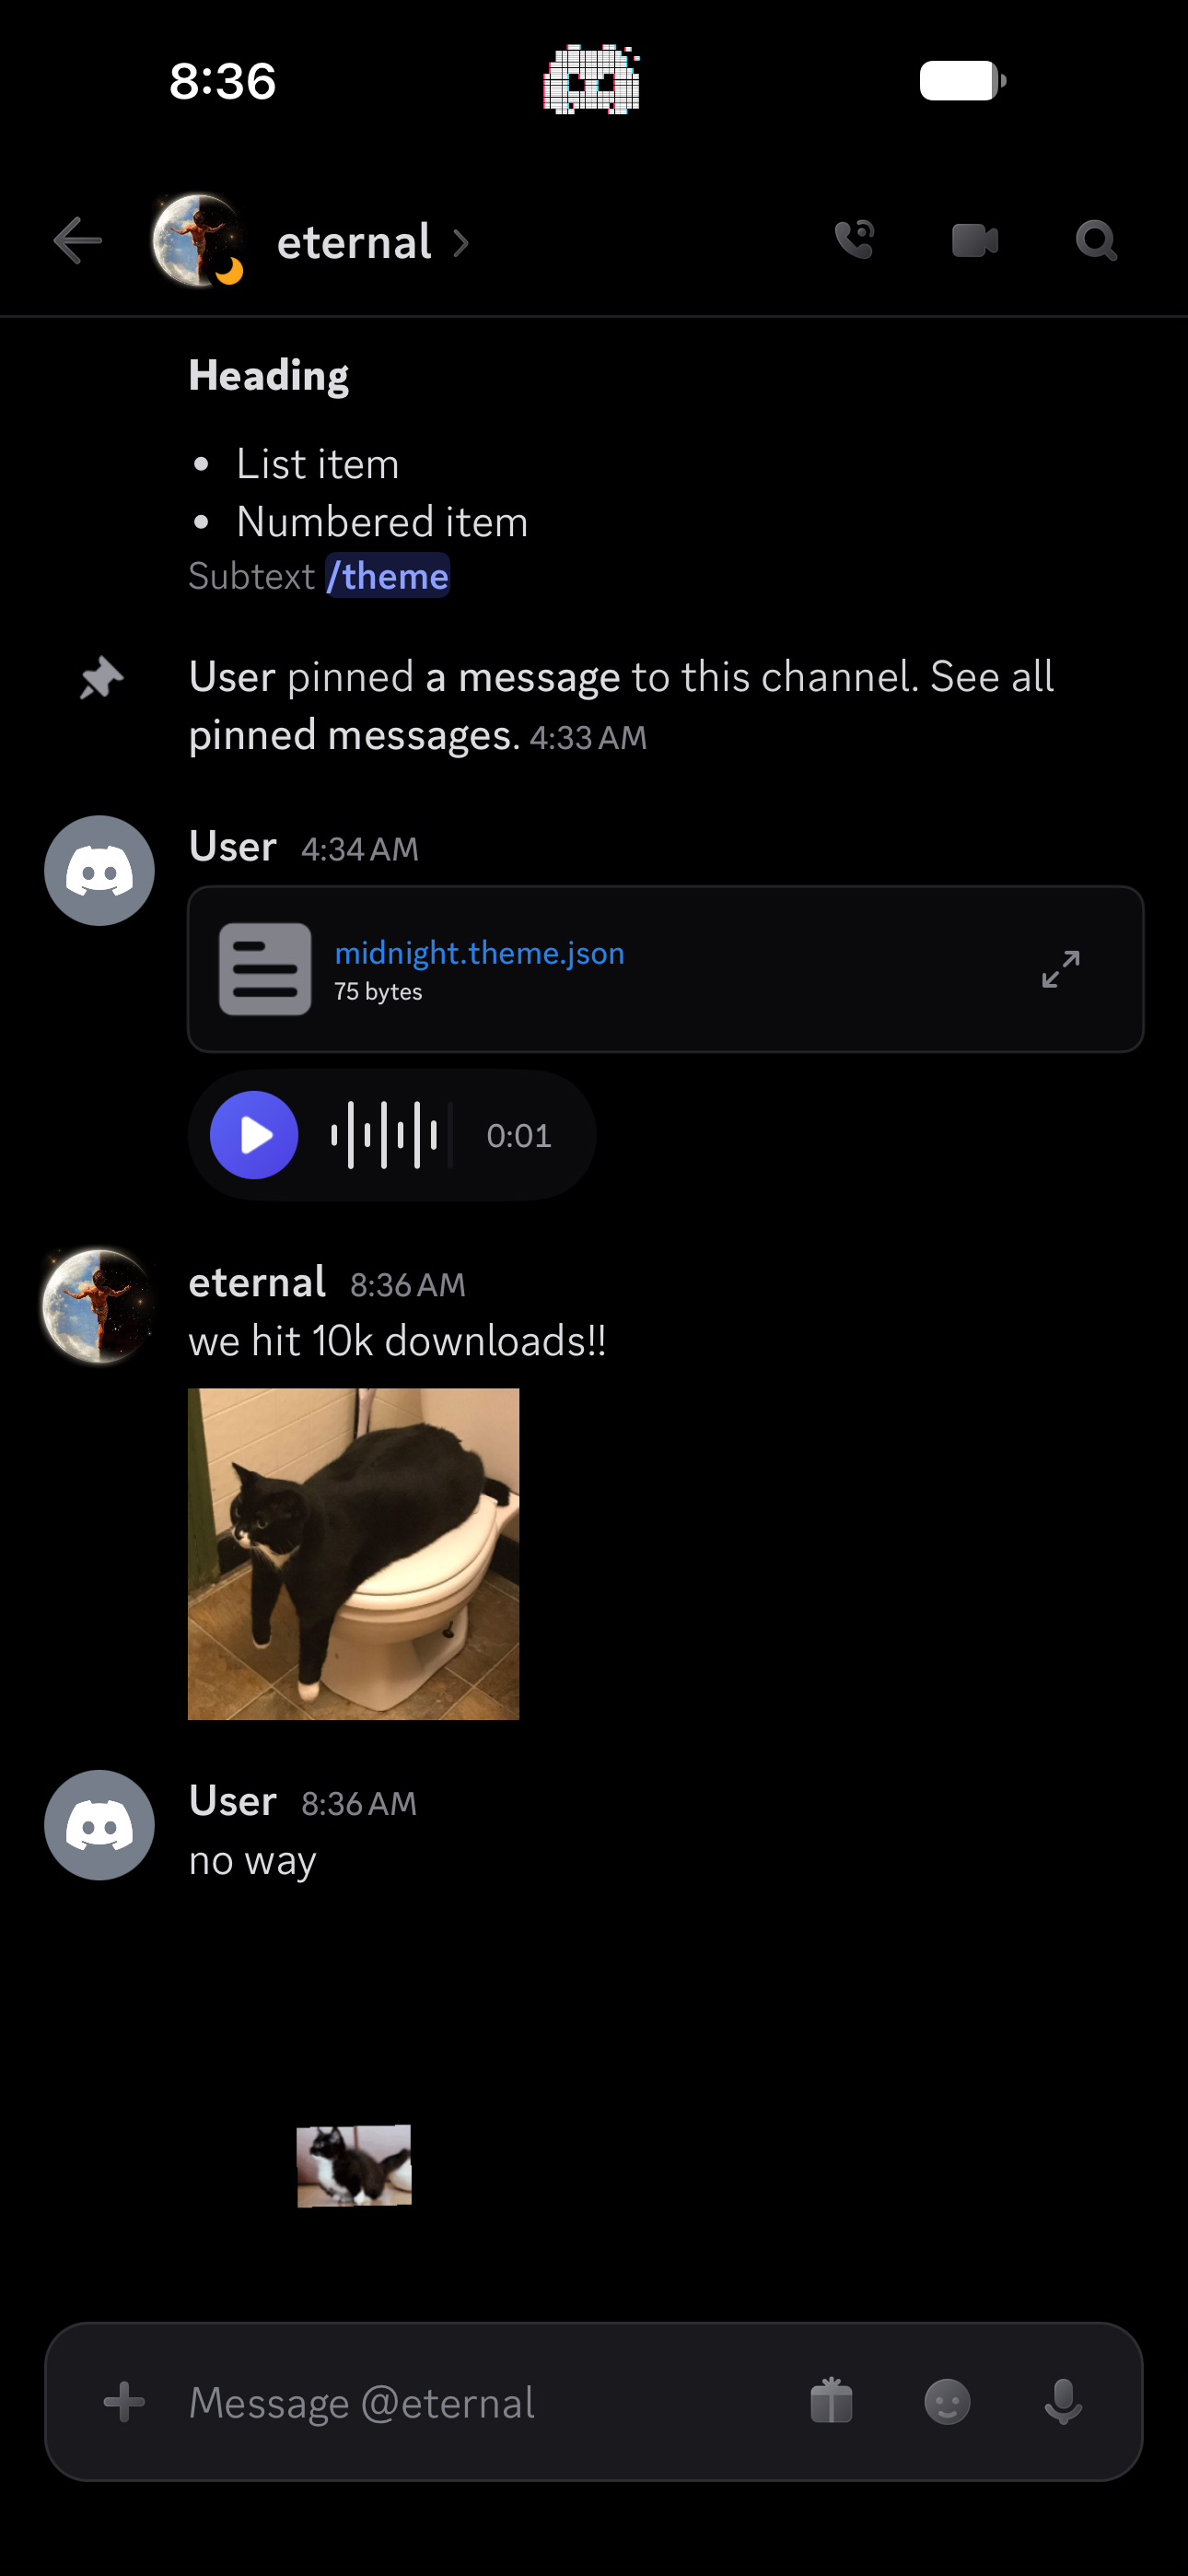 8:36
eternal
Heading
• List item
• Numbered item
Subtext /theme
User pinned a message to this channel. See all
pinned messages. 4:33 AM
User 4:34 AM
midnight.theme.json
75 bytes
0:01
eternal 8:36 AM
we hit 10k downloads!!
User 8:36 AM
no way
Message @eternal